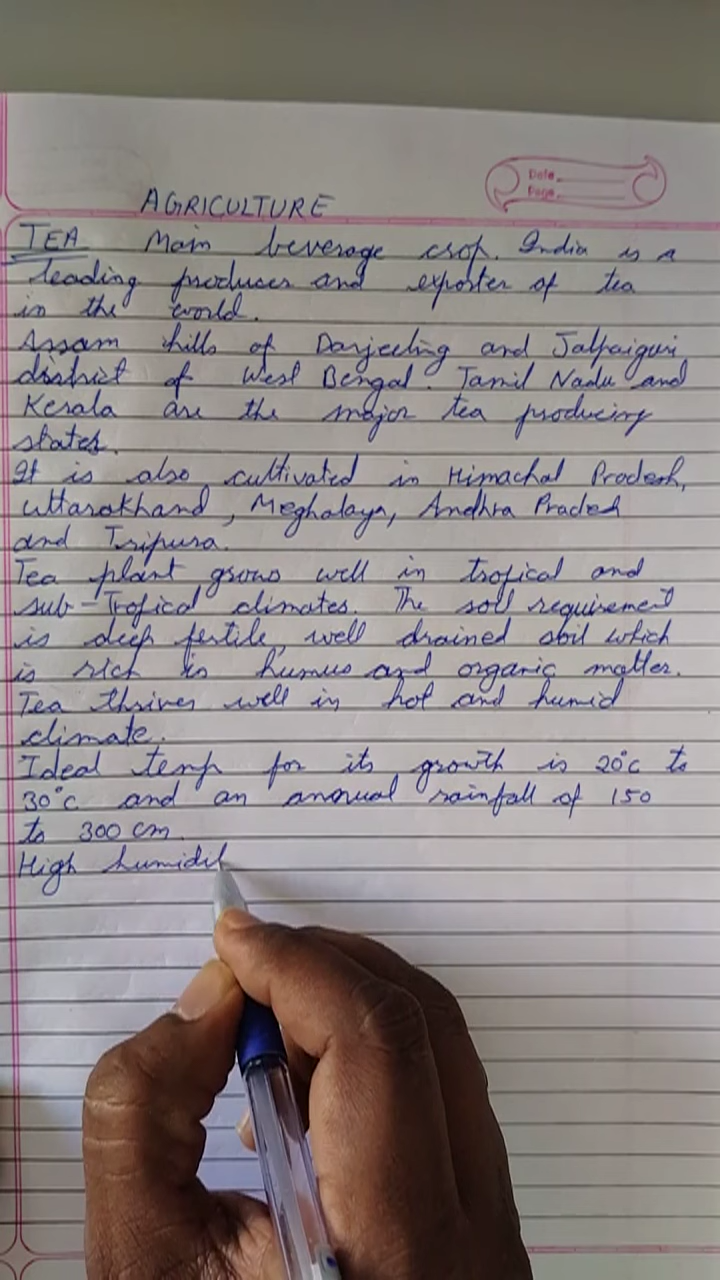 Date
Page
AGRICULTURE
TEA Main beverage crop. India is a
leading producer and exporter of tea
in the world.
Assam hills of Darjeeling and Jalpaiguri
district of West Bengal. Tamil Nadu and
Kerala are the major tea producing
states.
It is also cultivated in Himachal Pradesh,
Uttarakhand, Meghalaya, Andhra Pradesh
and Tripura.
Tea plant grows well in tropical and
sub-Tropical climates. The soil requirement
is deep fertile, well drained soil which
is rich in humus and organic matter.
Tea thrives well in hot and humid
climate.
Ideal temp for its growth is 20°c to
30°c and an annual rainfall of 150
to 300 cm.
High humidit